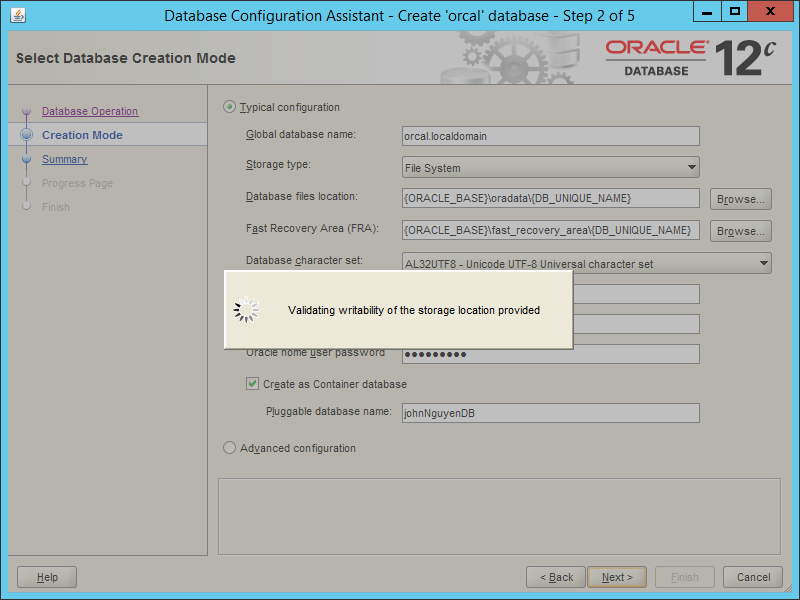 Database Configuration Assistant - Create 'orcal' database - Step 2 of 5
Select Database Creation Mode
ORACLE
DATABASE
12c
Database Operation
Creation Mode
Summary
Progress Page
Finish
Typical configuration
Global database name: orcal.localdomain
Storage type: File System
Database files location: {ORACLE_BASE}\oradata\{DB_UNIQUE_NAME} Browse...
Fast Recovery Area (FRA): {ORACLE_BASE}\fast_recovery_area\{DB_UNIQUE_NAME} Browse...
Database character set: AL32UTF8 - Unicode UTF-8 Universal character set
Validating writability of the storage location provided
Oracle home user password ●●●●●●●●●
Create as Container database
Pluggable database name: johnNguyenDB
Advanced configuration
Help < Back Next > Finish Cancel